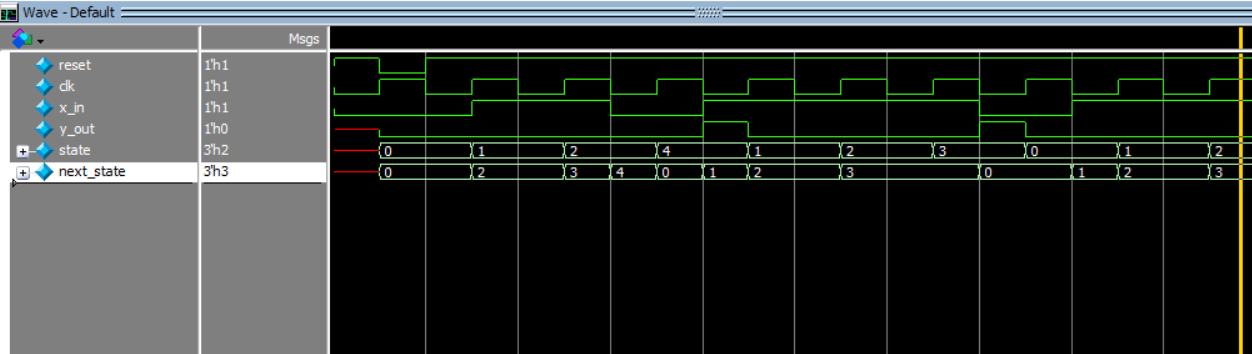 Wave - Default
Msgs
reset 1'h1
clk 1'h1
x_in 1'h1
y_out 1'h0
state 3'h2 0 1 2 4 1 2 3 0 1 2
next_state 3'h3 0 2 3 4 0 1 2 3 0 1 2 3